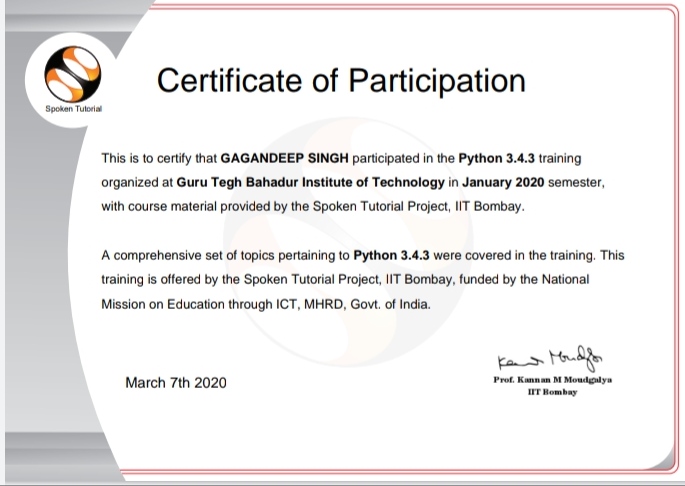 Spoken Tutorial
Certificate of Participation
This is to certify that GAGANDEEP SINGH participated in the Python 3.4.3 training
organized at Guru Tegh Bahadur Institute of Technology in January 2020 semester,
with course material provided by the Spoken Tutorial Project, IIT Bombay.
A comprehensive set of topics pertaining to Python 3.4.3 were covered in the training. This
training is offered by the Spoken Tutorial Project, IIT Bombay, funded by the National
Mission on Education through ICT, MHRD, Govt. of India.
March 7th 2020
Prof. Kannan M Moudgalya
IIT Bombay